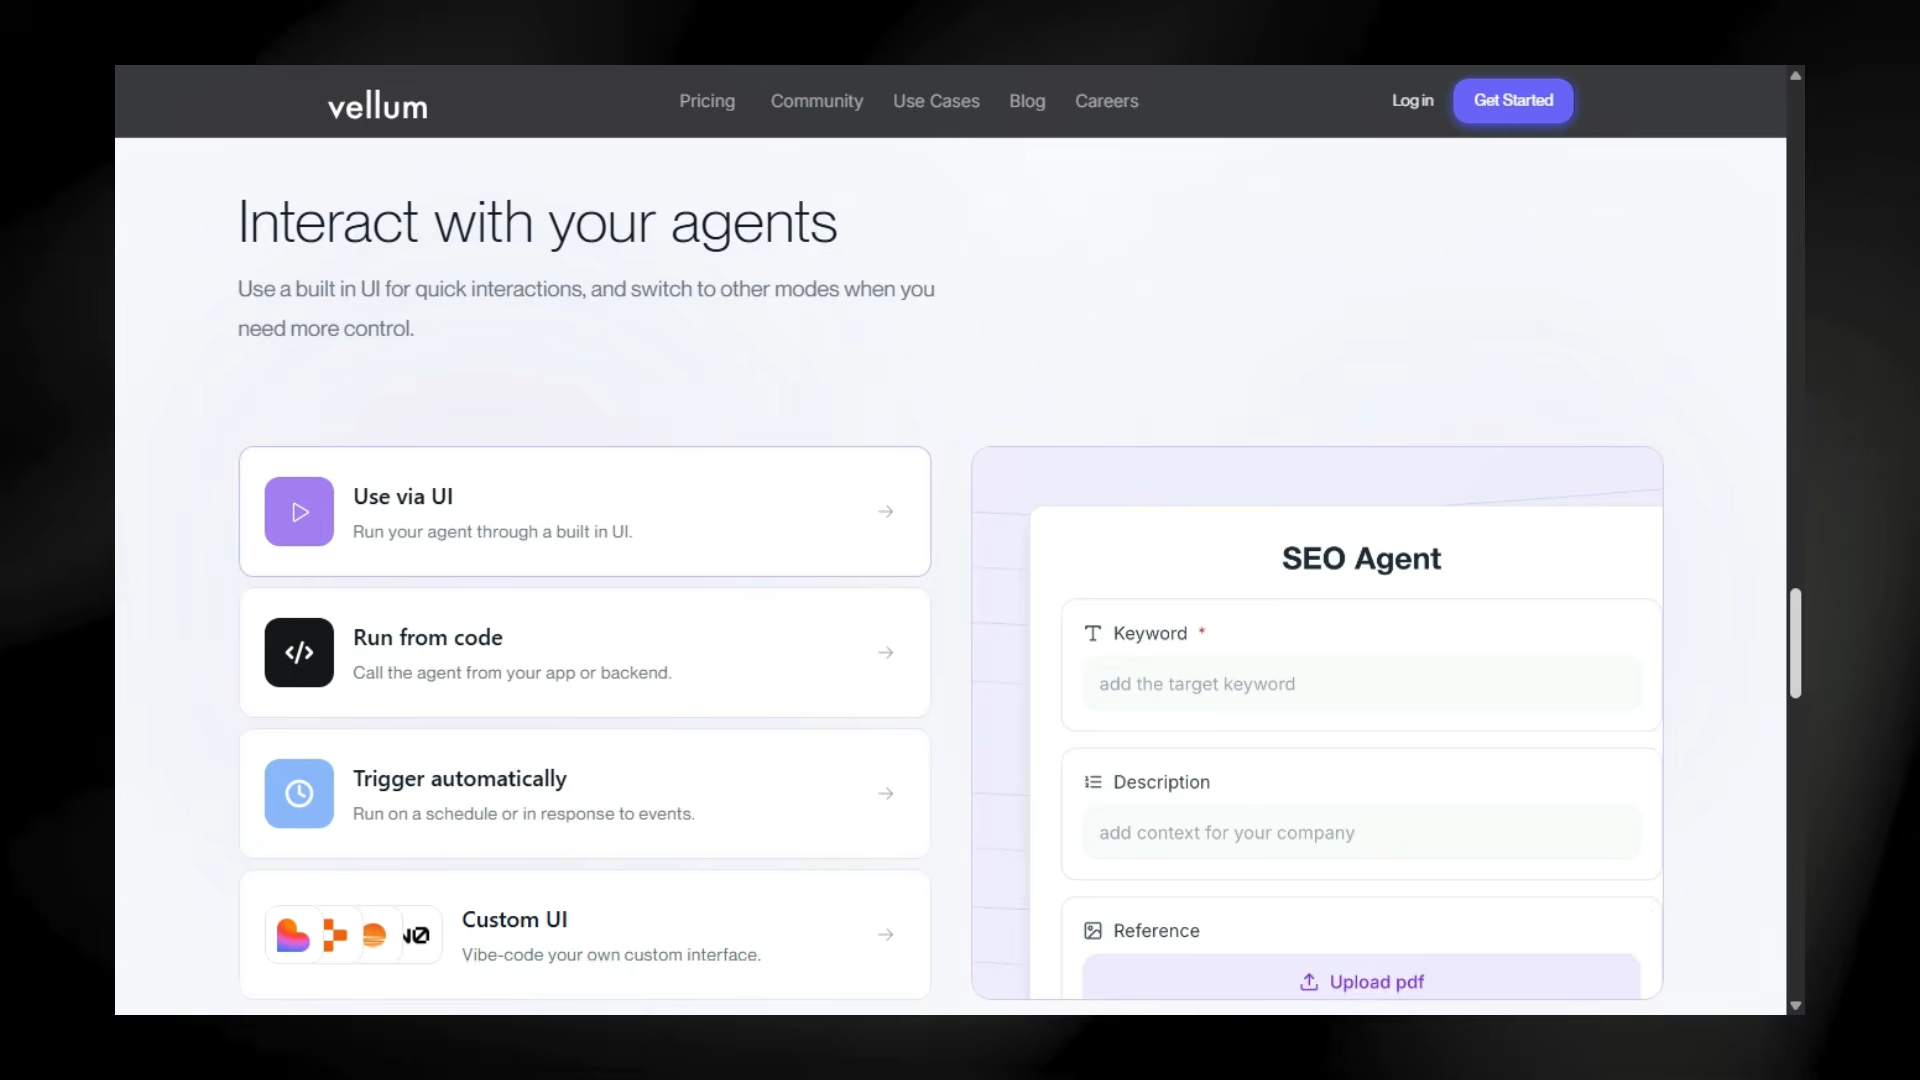 vellum
Pricing
Community
Use Cases
Blog
Careers
Log in
Get Started
Interact with your agents
Use a built in UI for quick interactions, and switch to other modes when you
need more control.
Use via UI
Run your agent through a built in UI.
Run from code
Call the agent from your app or backend.
Trigger automatically
Run on a schedule or in response to events.
Custom UI
Vibe-code your own custom interface.
SEO Agent
Keyword *
add the target keyword
Description
add context for your company
Reference
Upload pdf